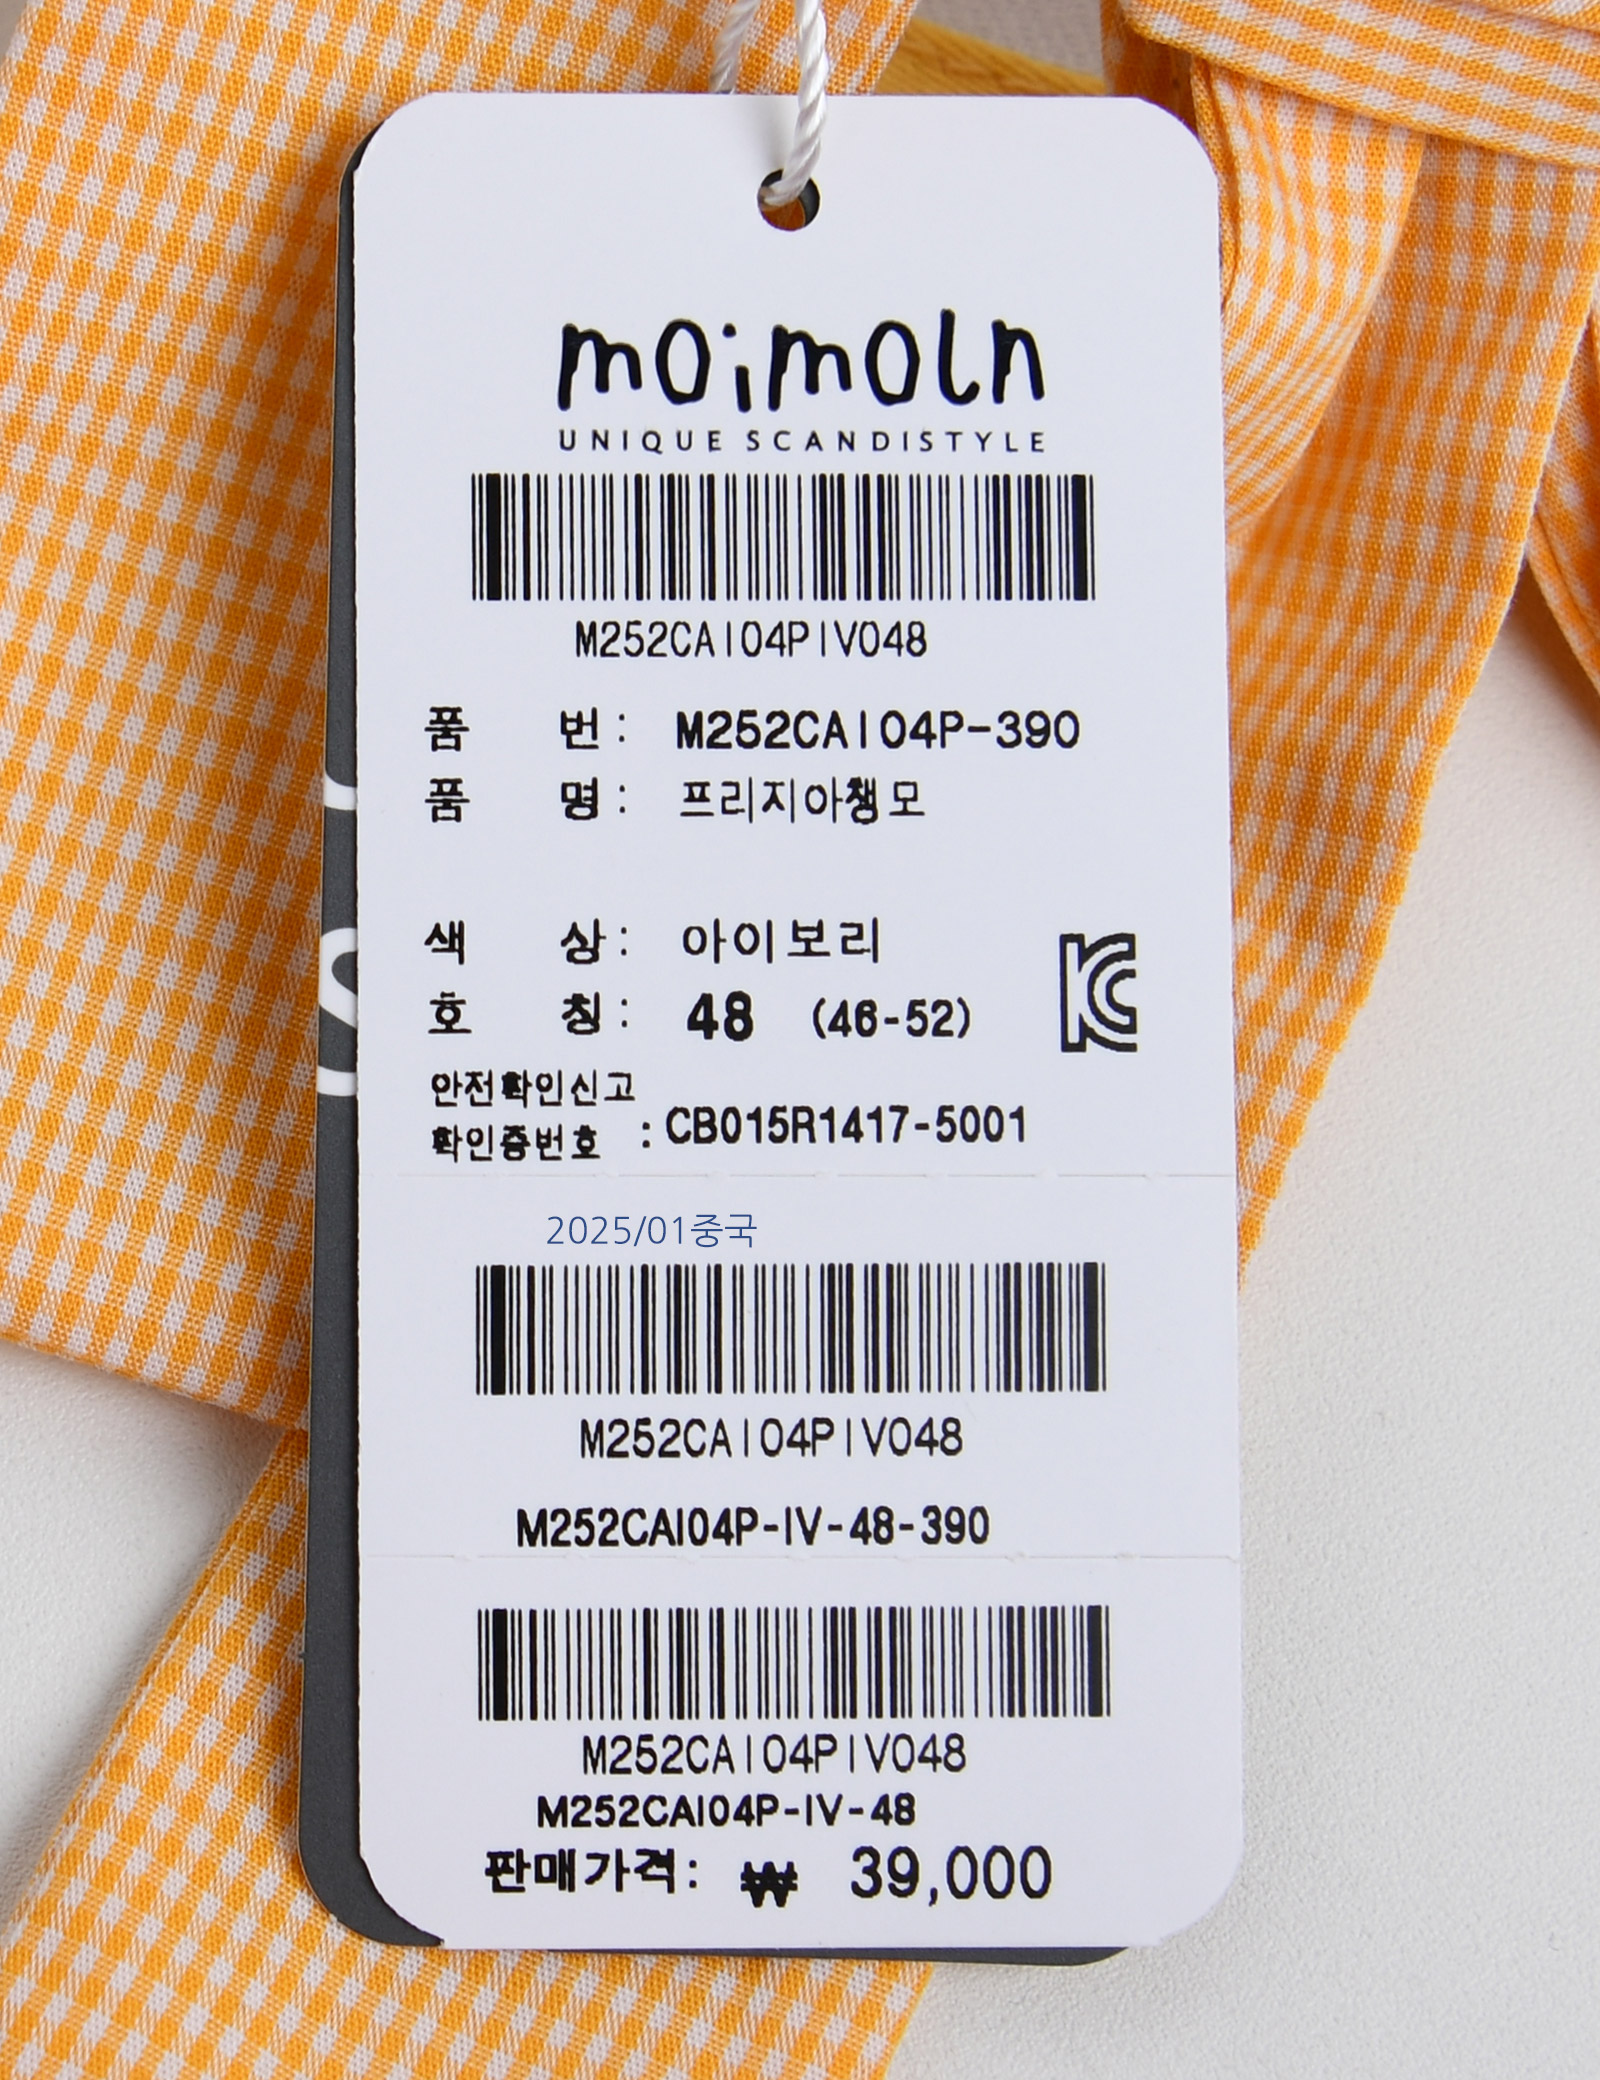 moimoln
UNIQUE SCANDISTYLE
M252CAI04PIV048
품 번 : M252CAI04P-390
품 명 : 프리지아챙모
색 상 : 아이보리
호 칭 : 48 (46-52)
안전확인신고
확인증번호 : CB015R1417-5001
2025/01중국
M252CAI04PIV048
M252CAI04P-IV-48-390
M252CAI04PIV048
M252CAI04P-IV-48
판매가격: ₩ 39,000